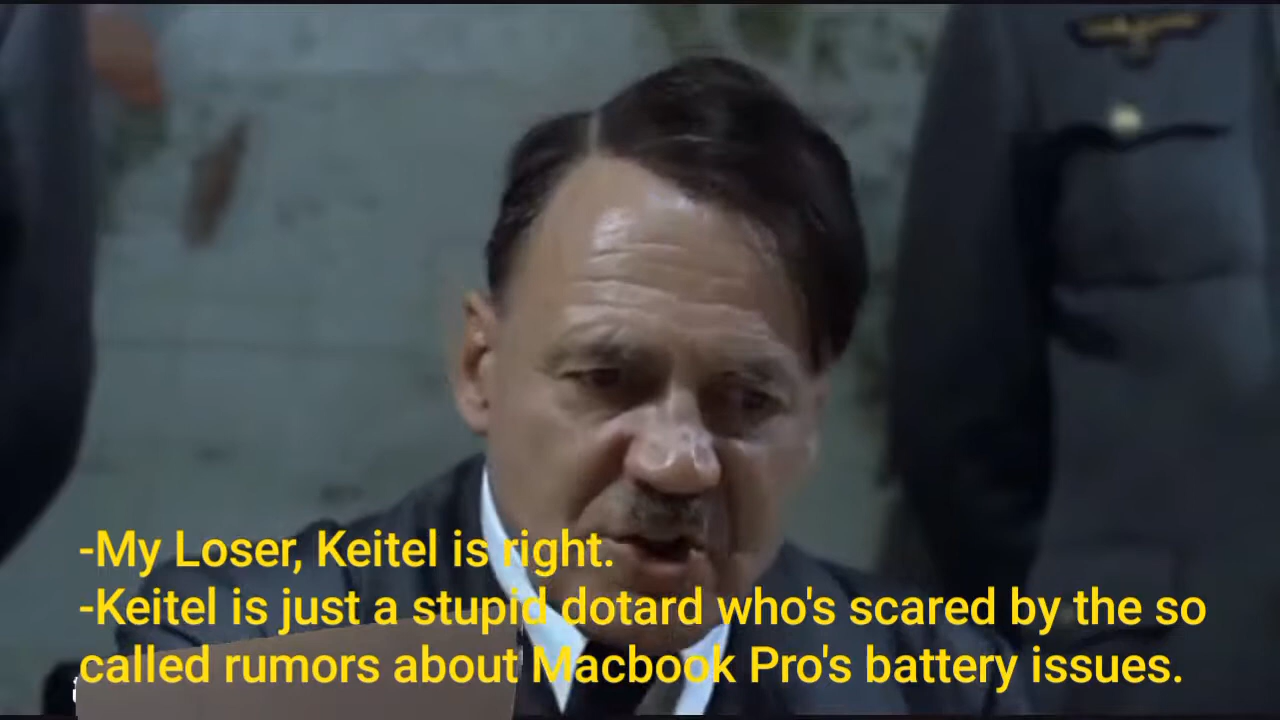 -My Loser, Keitel is right.
-Keitel is just a stupid dotard who's scared by the so
called rumors about Macbook Pro's battery issues.